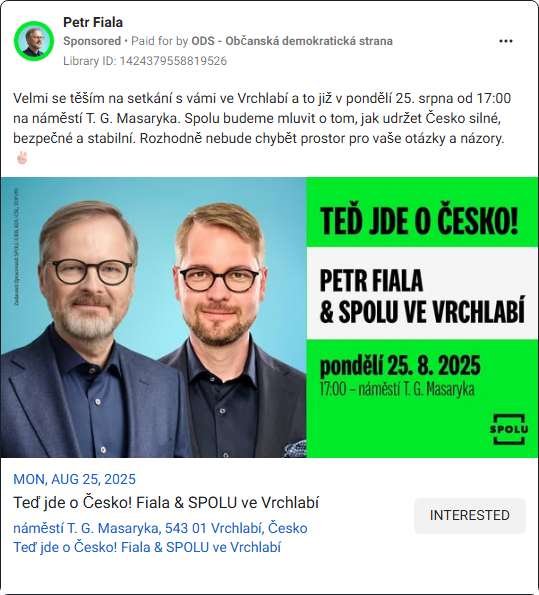 Petr Fiala
Sponsored • Paid for by ODS - Občanská demokratická strana
Library ID: 1424379558819526
Velmi se těším na setkání s vámi ve Vrchlabí a to již v pondělí 25. srpna od 17:00
na náměstí T. G. Masaryka. Spolu budeme mluvit o tom, jak udržet Česko silné,
bezpečné a stabilní. Rozhodně nebude chybět prostor pro vaše otázky a názory.
✌🏻
TEĎ JDE O ČESKO!
PETR FIALA
& SPOLU VE VRCHLABÍ
pondělí 25. 8. 2025
17:00 – náměstí T. G. Masaryka
SPOLU
MON, AUG 25, 2025
Teď jde o Česko! Fiala & SPOLU ve Vrchlabí
náměstí T. G. Masaryka, 543 01 Vrchlabí, Česko
Teď jde o Česko! Fiala & SPOLU ve Vrchlabí
INTERESTED